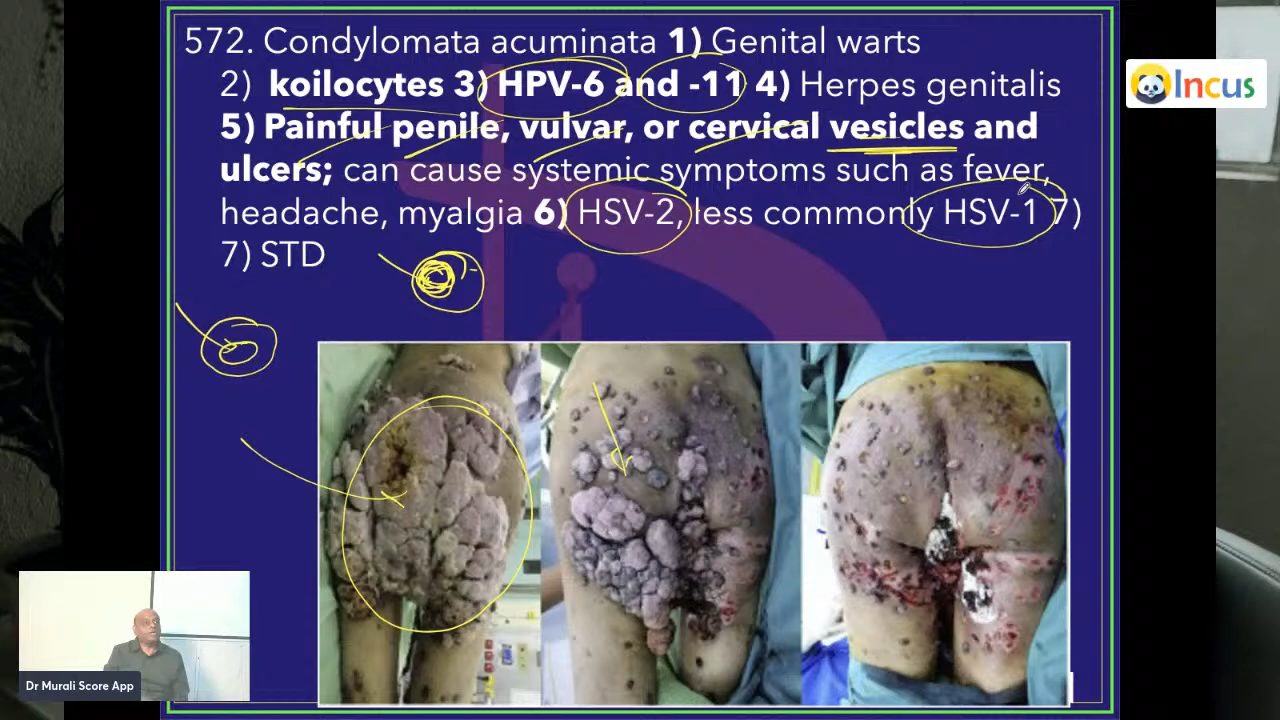 572. Condylomata acuminata 1) Genital warts
2) koilocytes 3) HPV-6 and -11 4) Herpes genitalis
5) Painful penile, vulvar, or cervical vesicles and
ulcers; can cause systemic symptoms such as fever,
headache, myalgia 6) HSV-2, less commonly HSV-1 7)
7) STD
Incus
Dr Murali Score App